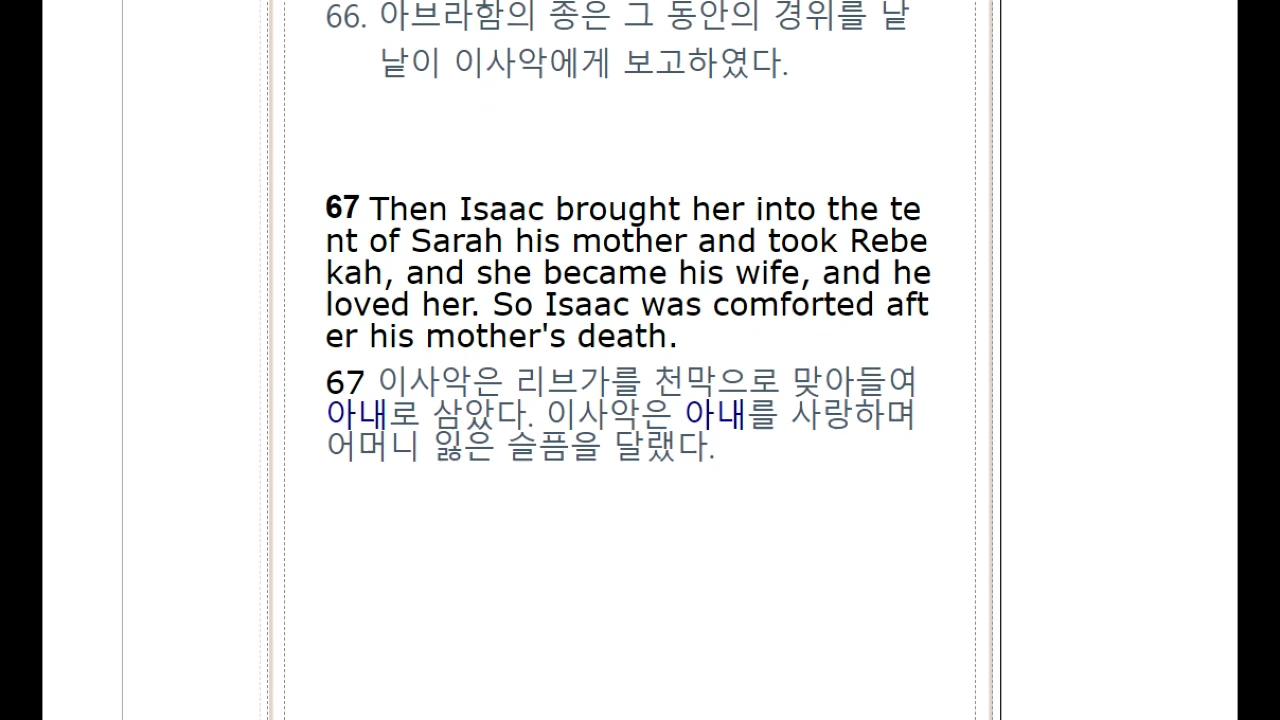 66. 아브라함의 종은 그 동안의 경위를 낱
낱이 이사악에게 보고하였다.
67 Then Isaac brought her into the te
nt of Sarah his mother and took Rebe
kah, and she became his wife, and he
loved her. So Isaac was comforted aft
er his mother's death.
67 이사악은 리브가를 천막으로 맞아들여
아내로 삼았다. 이사악은 아내를 사랑하며
어머니 잃은 슬픔을 달랬다.